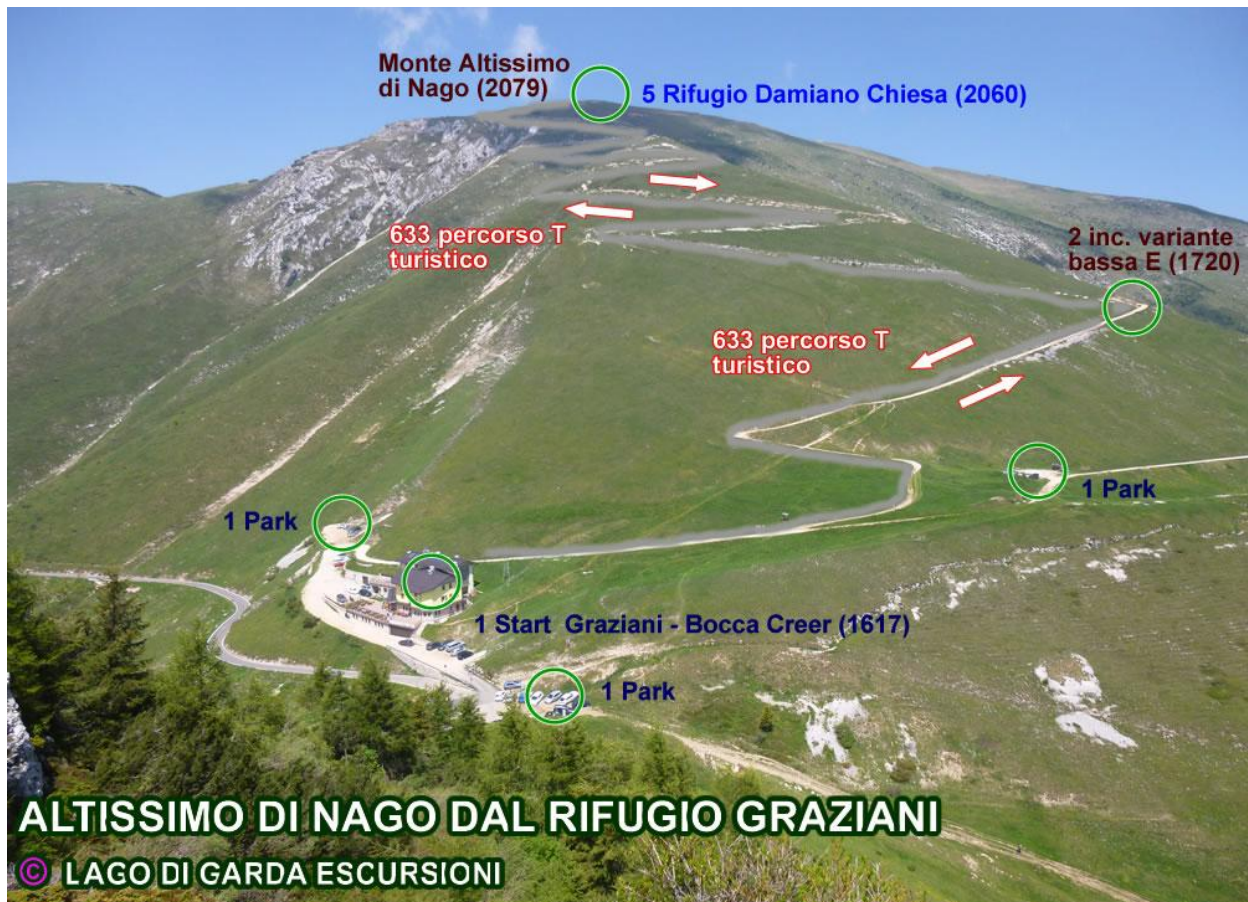 Monte Altissimo
di Nago (2079)
5 Rifugio Damiano Chiesa (2060)
633 percorso T
turistico
2 inc. variante
bassa E (1720)
633 percorso T
turistico
1 Park
1 Park
1 Start Graziani - Bocca Creer (1617)
1 Park
ALTISSIMO DI NAGO DAL RIFUGIO GRAZIANI
© LAGO DI GARDA ESCURSIONI